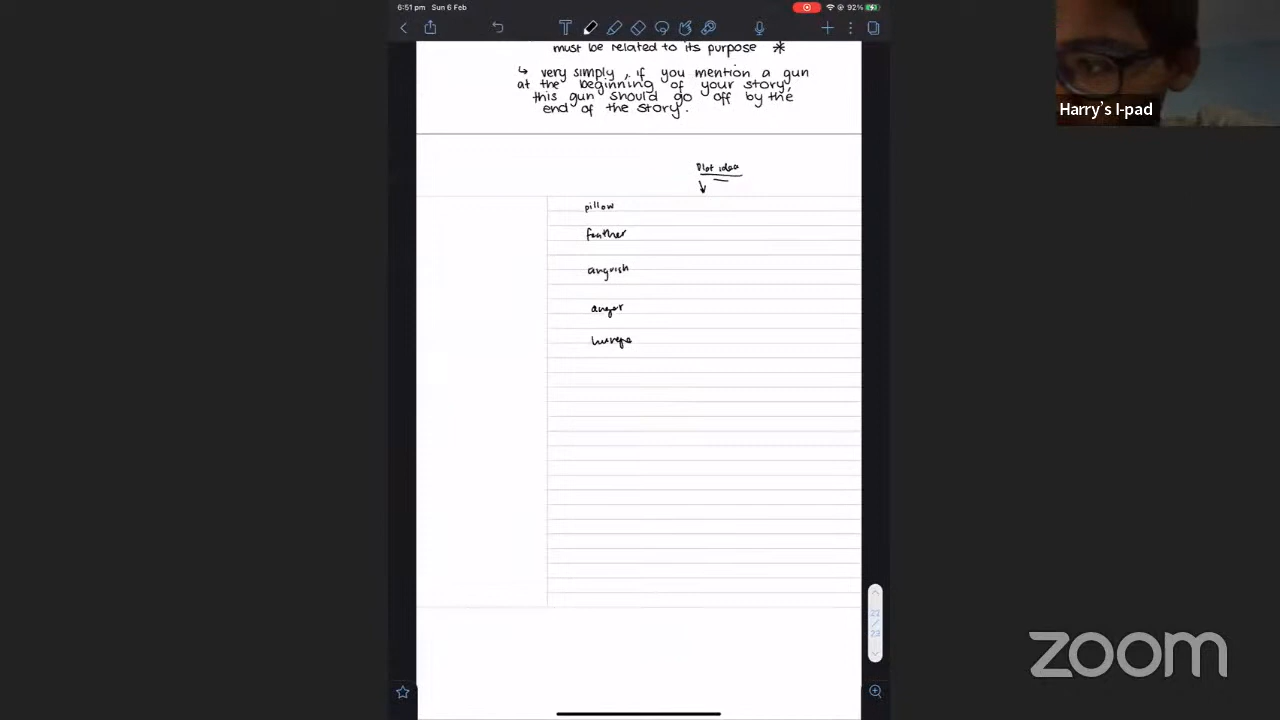 6:51 pm Sun 6 Feb
92%
must be related to its purpose *
↳ very simply, if you mention a gun
at the beginning of your story,
this gun should go off by the
end of the story.
Plot idea
pillow
feather
anguish
anger
22
/
23
Harry's I-pad
zoom